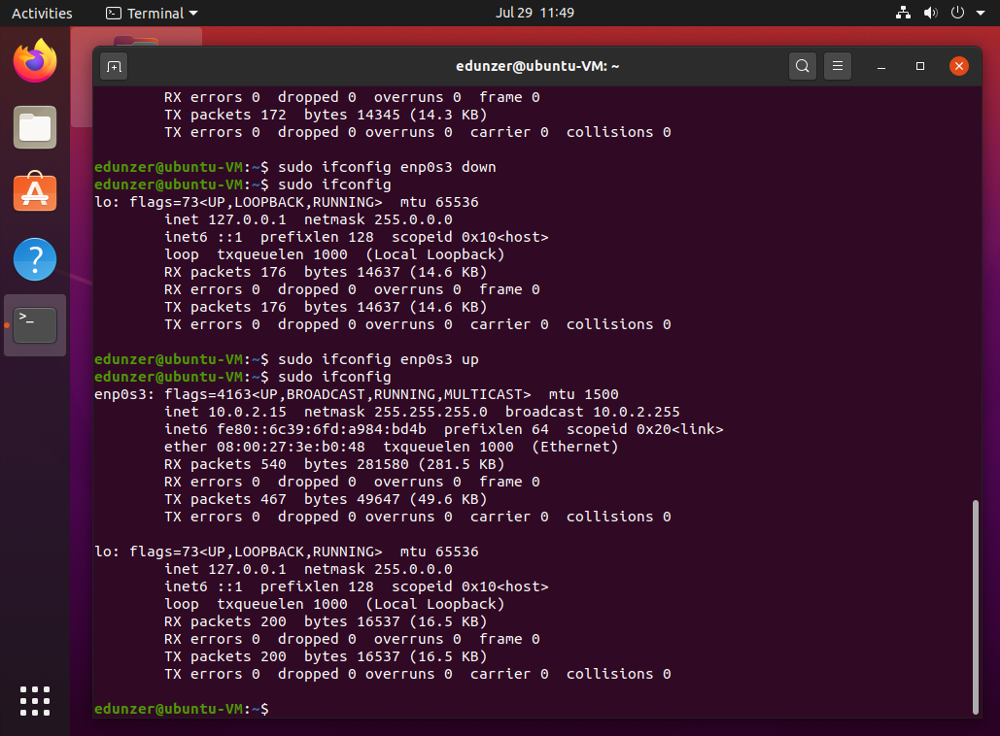 Activities
Terminal
Jul 29 11:49
edunzer@ubuntu-VM: ~
RX errors 0  dropped 0  overruns 0  frame 0
TX packets 172  bytes 14345 (14.3 KB)
TX errors 0  dropped 0 overruns 0  carrier 0  collisions 0
edunzer@ubuntu-VM:~$ sudo ifconfig enp0s3 down
edunzer@ubuntu-VM:~$ sudo ifconfig
lo: flags=73<UP,LOOPBACK,RUNNING>  mtu 65536
inet 127.0.0.1  netmask 255.0.0.0
inet6 ::1  prefixlen 128  scopeid 0x10<host>
loop  txqueuelen 1000  (Local Loopback)
RX packets 176  bytes 14637 (14.6 KB)
RX errors 0  dropped 0  overruns 0  frame 0
TX packets 176  bytes 14637 (14.6 KB)
TX errors 0  dropped 0 overruns 0  carrier 0  collisions 0
edunzer@ubuntu-VM:~$ sudo ifconfig enp0s3 up
edunzer@ubuntu-VM:~$ sudo ifconfig
enp0s3: flags=4163<UP,BROADCAST,RUNNING,MULTICAST>  mtu 1500
inet 10.0.2.15  netmask 255.255.255.0  broadcast 10.0.2.255
inet6 fe80::6c39:6fd:a984:bd4b  prefixlen 64  scopeid 0x20<link>
ether 08:00:27:3e:b0:48  txqueuelen 1000  (Ethernet)
RX packets 540  bytes 281580 (281.5 KB)
RX errors 0  dropped 0  overruns 0  frame 0
TX packets 467  bytes 49647 (49.6 KB)
TX errors 0  dropped 0 overruns 0  carrier 0  collisions 0
lo: flags=73<UP,LOOPBACK,RUNNING>  mtu 65536
inet 127.0.0.1  netmask 255.0.0.0
inet6 ::1  prefixlen 128  scopeid 0x10<host>
loop  txqueuelen 1000  (Local Loopback)
RX packets 200  bytes 16537 (16.5 KB)
RX errors 0  dropped 0  overruns 0  frame 0
TX packets 200  bytes 16537 (16.5 KB)
TX errors 0  dropped 0 overruns 0  carrier 0  collisions 0
edunzer@ubuntu-VM:~$